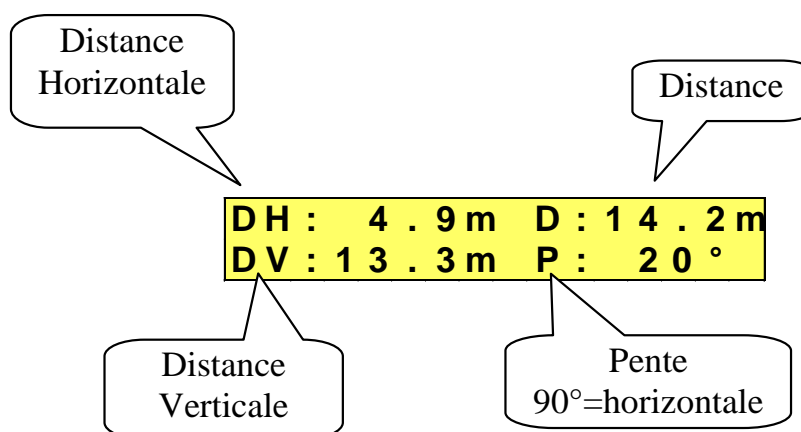 Distance
Horizontale
Distance
DH: 4.9m D:14.2m
DV:13.3m P: 20°
Distance
Verticale
Pente
90°=horizontale